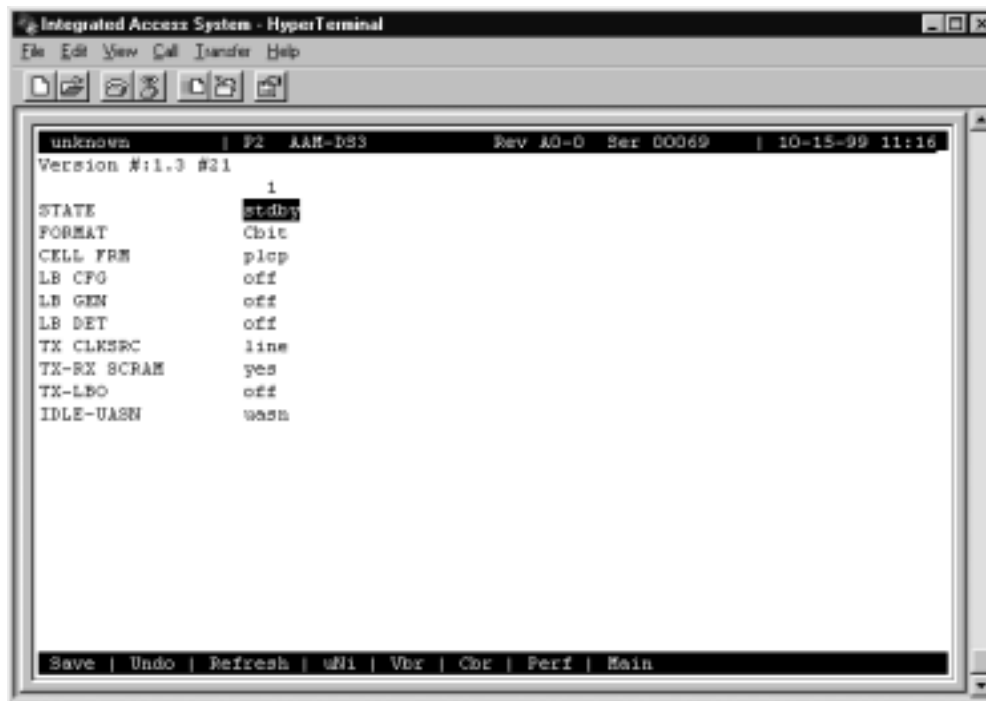 Integrated Access System - HyperTerminal
File Edit View Call Transfer Help
unknown | P2 AAM-DS3 Rev A0-0 Ser 00069 | 10-15-99 11:16
Version #:1.3 #21
1
STATE stdby
FORMAT Cbit
CELL FRM plcp
LB CFG off
LB GEN off
LB DET off
TX CLKSRC line
TX-RX SCRAM yes
TX-LBO off
IDLE-UASN uasn
Save | Undo | Refresh | uNi | Vbr | Cbr | Perf | Main